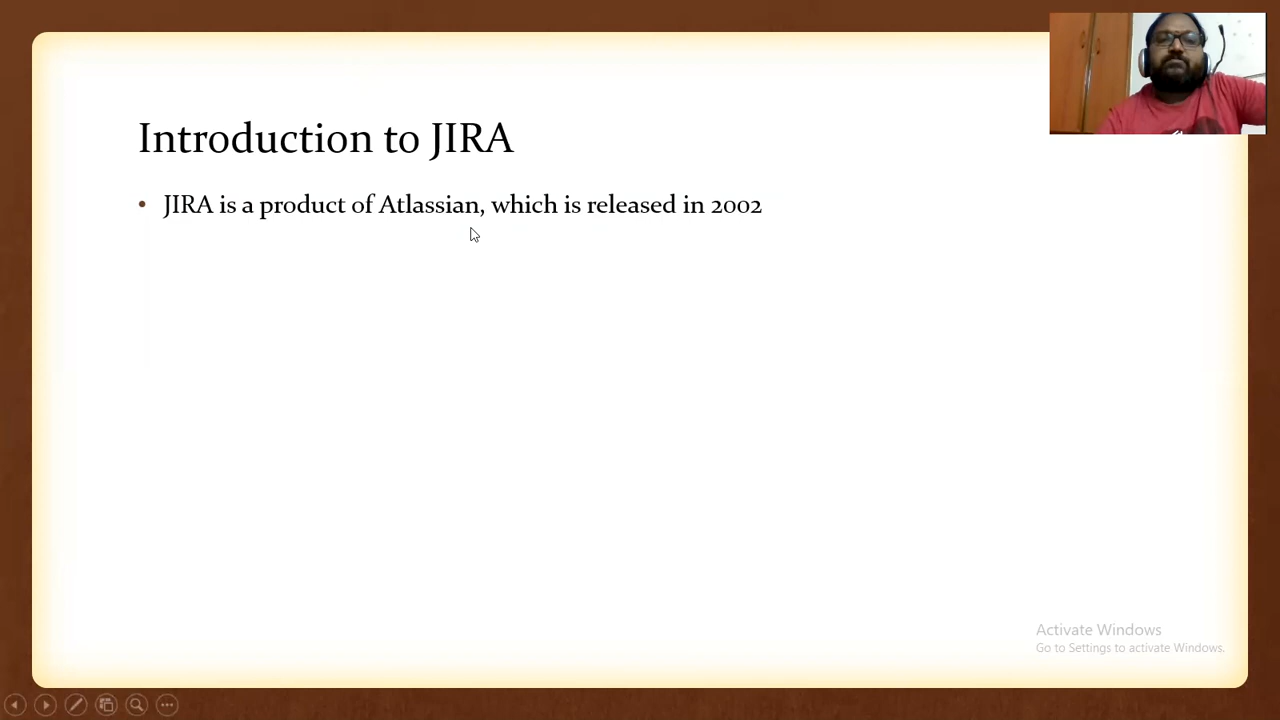 Introduction to JIRA
• JIRA is a product of Atlassian, which is released in 2002
Activate Windows
Go to Settings to activate Windows.